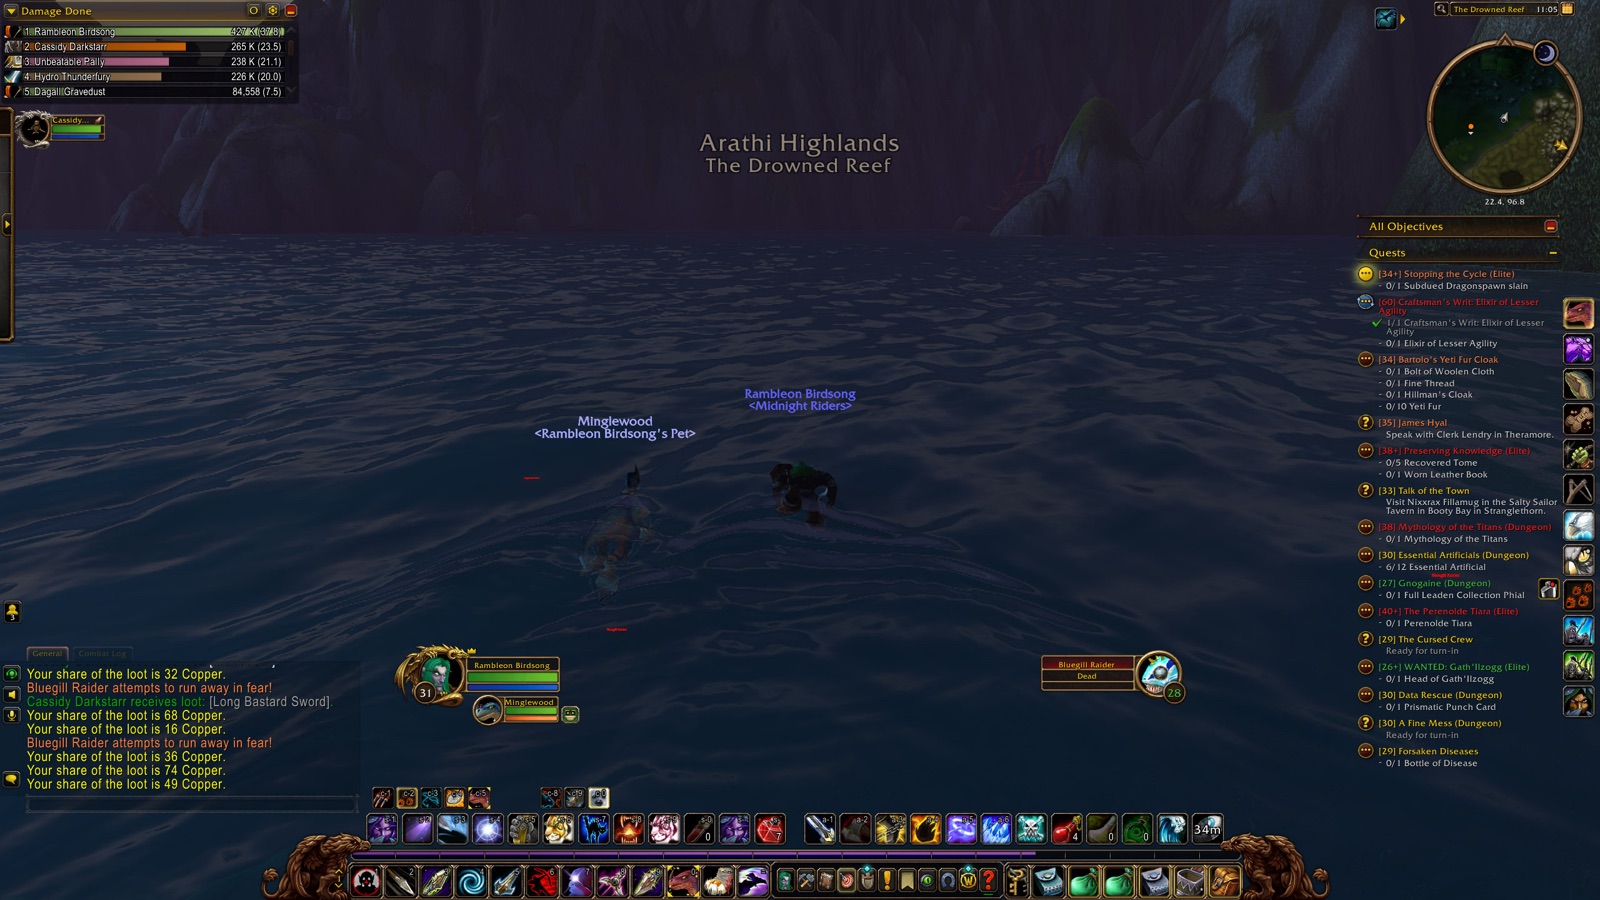 Damage Done
1. Rambleon Birdsong
2. Cassidy Darkstarr 265 K (23.5)
3. Unbeatable Pally 238 K (21.1)
4. Hydro Thunderfury 226 K (20.0)
5. Dagall Gravedust 84,558 (7.5)
Cassidy...
The Drowned Reef 11:05
22.4, 96.8
Arathi Highlands
The Drowned Reef
Rambleon Birdsong
<Midnight Riders>
Minglewood
<Rambleon Birdsong's Pet>
All Objectives
Quests
[34+] Stopping the Cycle (Elite)
- 0/1 Subdued Dragonspawn slain
[60] Craftsman's Writ: Elixir of Lesser
Agility
1/1 Craftsman's Writ: Elixir of Lesser
Agility
- 0/1 Elixir of Lesser Agility
[34] Bartolo's Yeti Fur Cloak
- 0/1 Bolt of Woolen Cloth
- 0/1 Fine Thread
- 0/1 Hillman's Cloak
- 0/10 Yeti Fur
[35] James Hyal
Speak with Clerk Lendry in Theramore.
[38+] Preserving Knowledge (Elite)
- 0/5 Recovered Tome
- 0/1 Worn Leather Book
[33] Talk of the Town
Visit Nixxrax Fillamug in the Salty Sailor
Tavern in Booty Bay in Stranglethorn.
[38] Mythology of the Titans (Dungeon)
- 0/1 Mythology of the Titans
[30] Essential Artificials (Dungeon)
- 6/12 Essential Artificial
[27] Gnogaine (Dungeon)
- 0/1 Full Leaden Collection Phial
[40+] The Perenolde Tiara (Elite)
- 0/1 Perenolde Tiara
[29] The Cursed Crew
Ready for turn-in
[26+] WANTED: Gath'Ilzogg (Elite)
- 0/1 Head of Gath'Ilzogg
[30] Data Rescue (Dungeon)
- 0/1 Prismatic Punch Card
[30] A Fine Mess (Dungeon)
Ready for turn-in
[29] Forsaken Diseases
- 0/1 Bottle of Disease
3
General Combat Log
Your share of the loot is 32 Copper.
Bluegill Raider attempts to run away in fear!
Cassidy Darkstarr receives loot: [Long Bastard Sword].
Your share of the loot is 68 Copper.
Your share of the loot is 16 Copper.
Bluegill Raider attempts to run away in fear!
Your share of the loot is 36 Copper.
Your share of the loot is 74 Copper.
Your share of the loot is 49 Copper.
Rambleon Birdsong
31
Minglewood
Bluegill Raider
Dead
28
34m